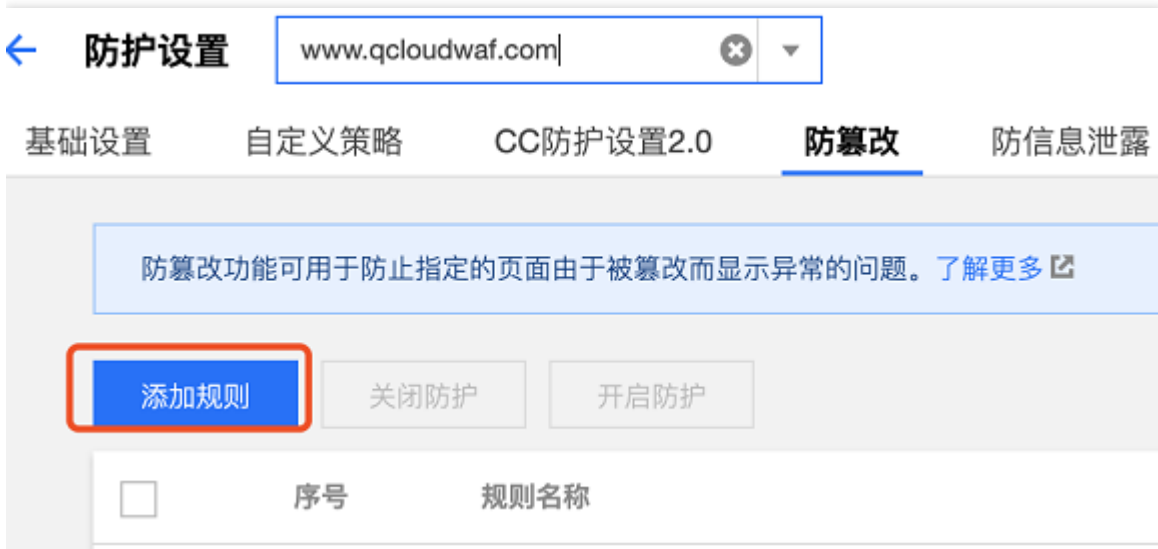 防护设置 www.qcloudwaf.com
基础设置 自定义策略 CC防护设置2.0 防篡改 防信息泄露
防篡改功能可用于防止指定的页面由于被篡改而显示异常的问题。了解更多
添加规则 关闭防护 开启防护
序号 规则名称